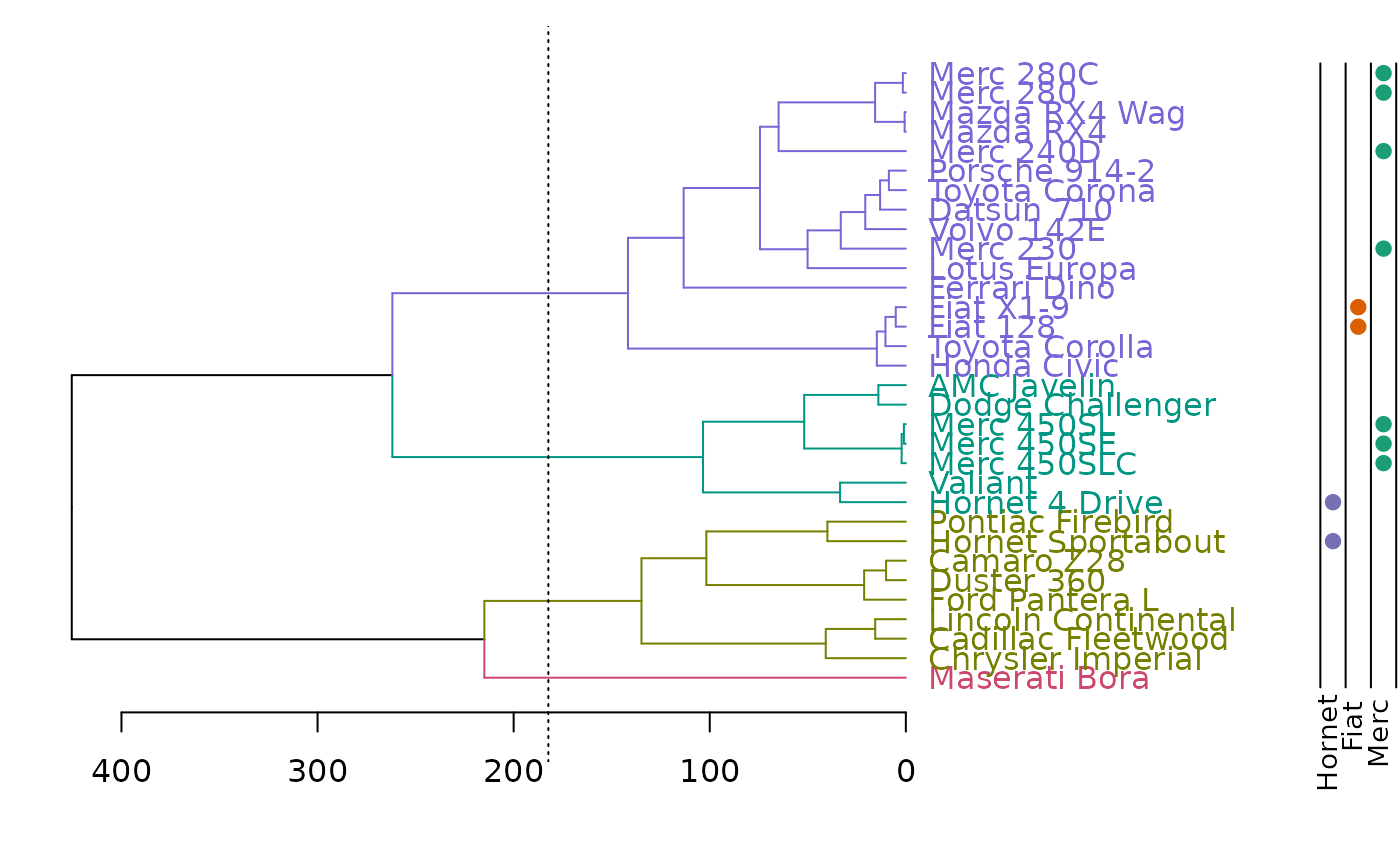 Merc 280C
Merc 280
Mazda RX4 Wag
Mazda RX4
Merc 240D
Porsche 914-2
Toyota Corona
Datsun 710
Volvo 142E
Merc 230
Lotus Europa
Ferrari Dino
Fiat X1-9
Fiat 128
Toyota Corolla
Honda Civic
AMC Javelin
Dodge Challenger
Merc 450SL
Merc 450SE
Merc 450SLC
Valiant
Hornet 4 Drive
Pontiac Firebird
Hornet Sportabout
Camaro Z28
Duster 360
Ford Pantera L
Lincoln Continental
Cadillac Fleetwood
Chrysler Imperial
Maserati Bora
400 300 200 100 0
Hornet
Fiat
Merc